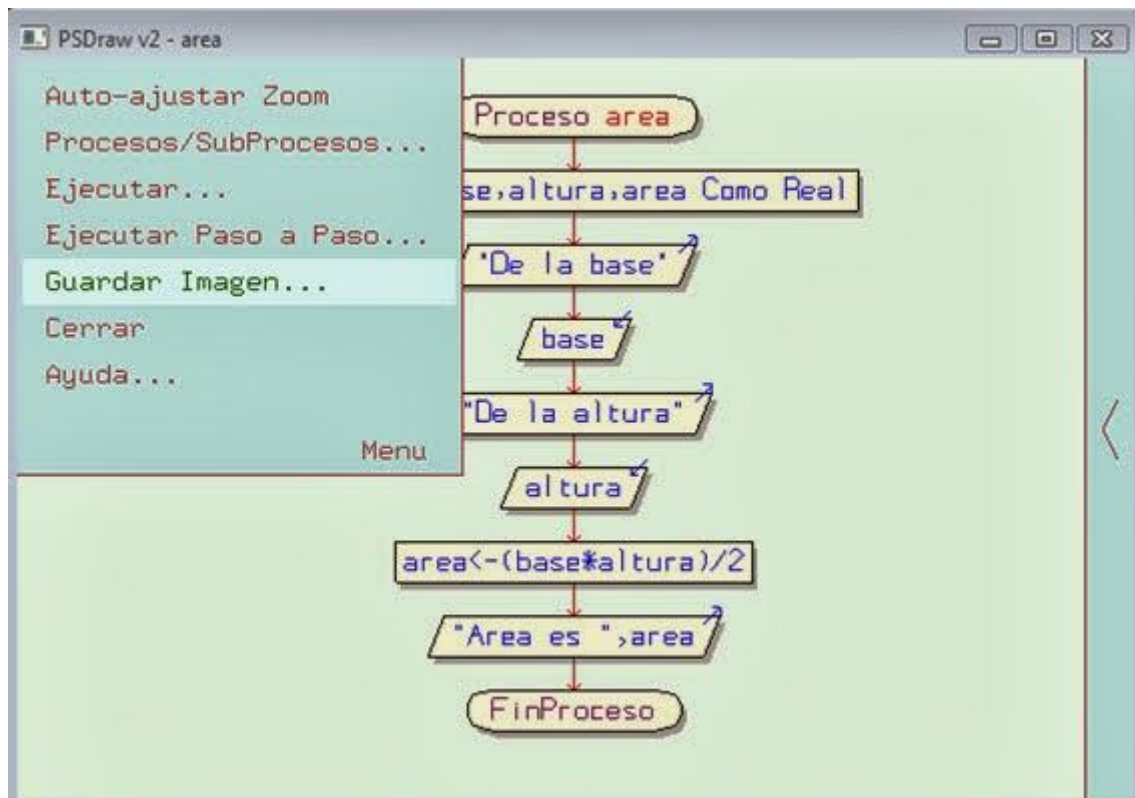 PSDraw v2 - area
Auto-ajustar Zoom
Procesos/SubProcesos...
Ejecutar...
Ejecutar Paso a Paso...
Guardar Imagen...
Cerrar
Ayuda...
Menu
Proceso area
se,altura,area Como Real
'De la base'
base
"De la altura"
altura
area<-(base*altura)/2
"Area es ",area
FinProceso